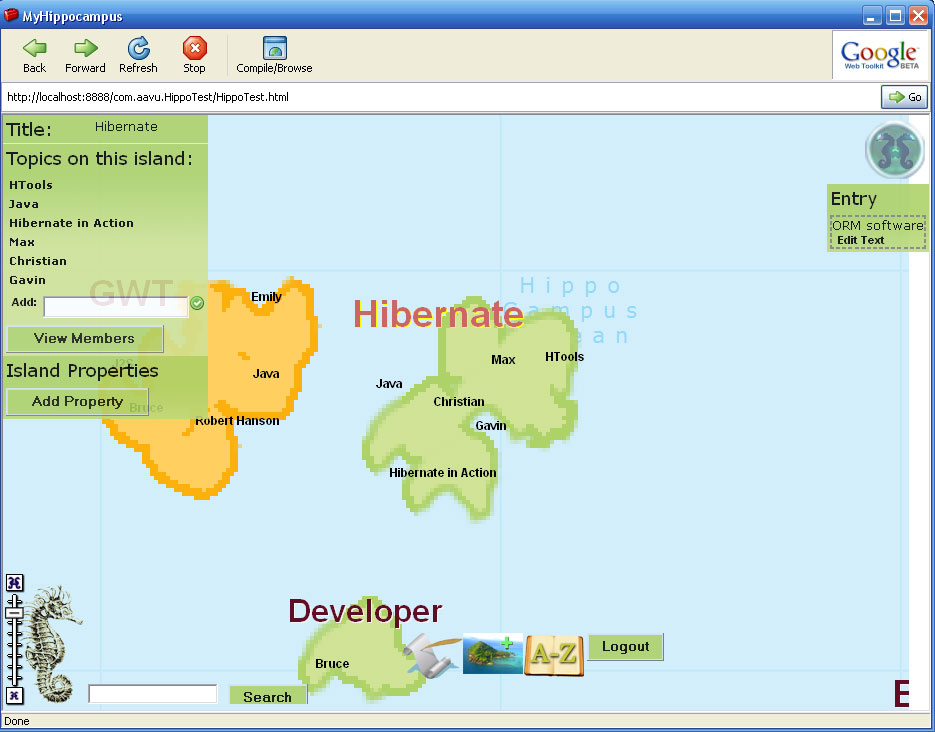 MyHippocampus
Back Forward Refresh Stop Compile/Browse
Google
Web Toolkit BETA
http://localhost:8888/com.aavu.HippoTest/HippoTest.html
Go
Title: Hibernate
Topics on this island:
HTools
Java
Hibernate in Action
Max
Christian
Gavin
Add:
View Members
Island Properties
Add Property
Entry
ORM software
Edit Text
GWT
Emily
Java
Bruce
Robert Hanson
Hippo
Campus
Hibernate
Max
HTools
Java
Christian
Gavin
Hibernate in Action
Developer
Bruce
A-Z
Logout
Search
E
Done